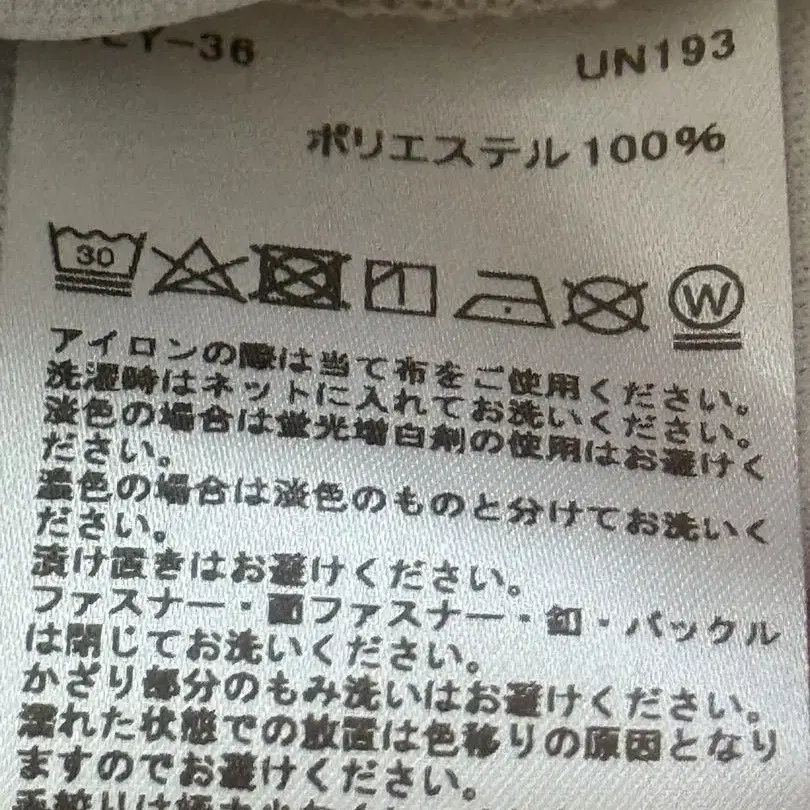 LY-36
UN193
ポリエステル100%
30
W
アイロンの際は当て布をご使用ください。
洗濯時はネットに入れてお洗いください。
淡色の場合は蛍光増白剤の使用はお避けく
ださい。
濃色の場合は淡色のものと分けてお洗いく
ださい。
漬け置きはお避けください。
ファスナー・面ファスナー・釦・バックル
は閉じてお洗いください。
かざり部分のもみ洗いはお避けください。
濡れた状態での放置は色移りの原因となり
ますのでお避けください。